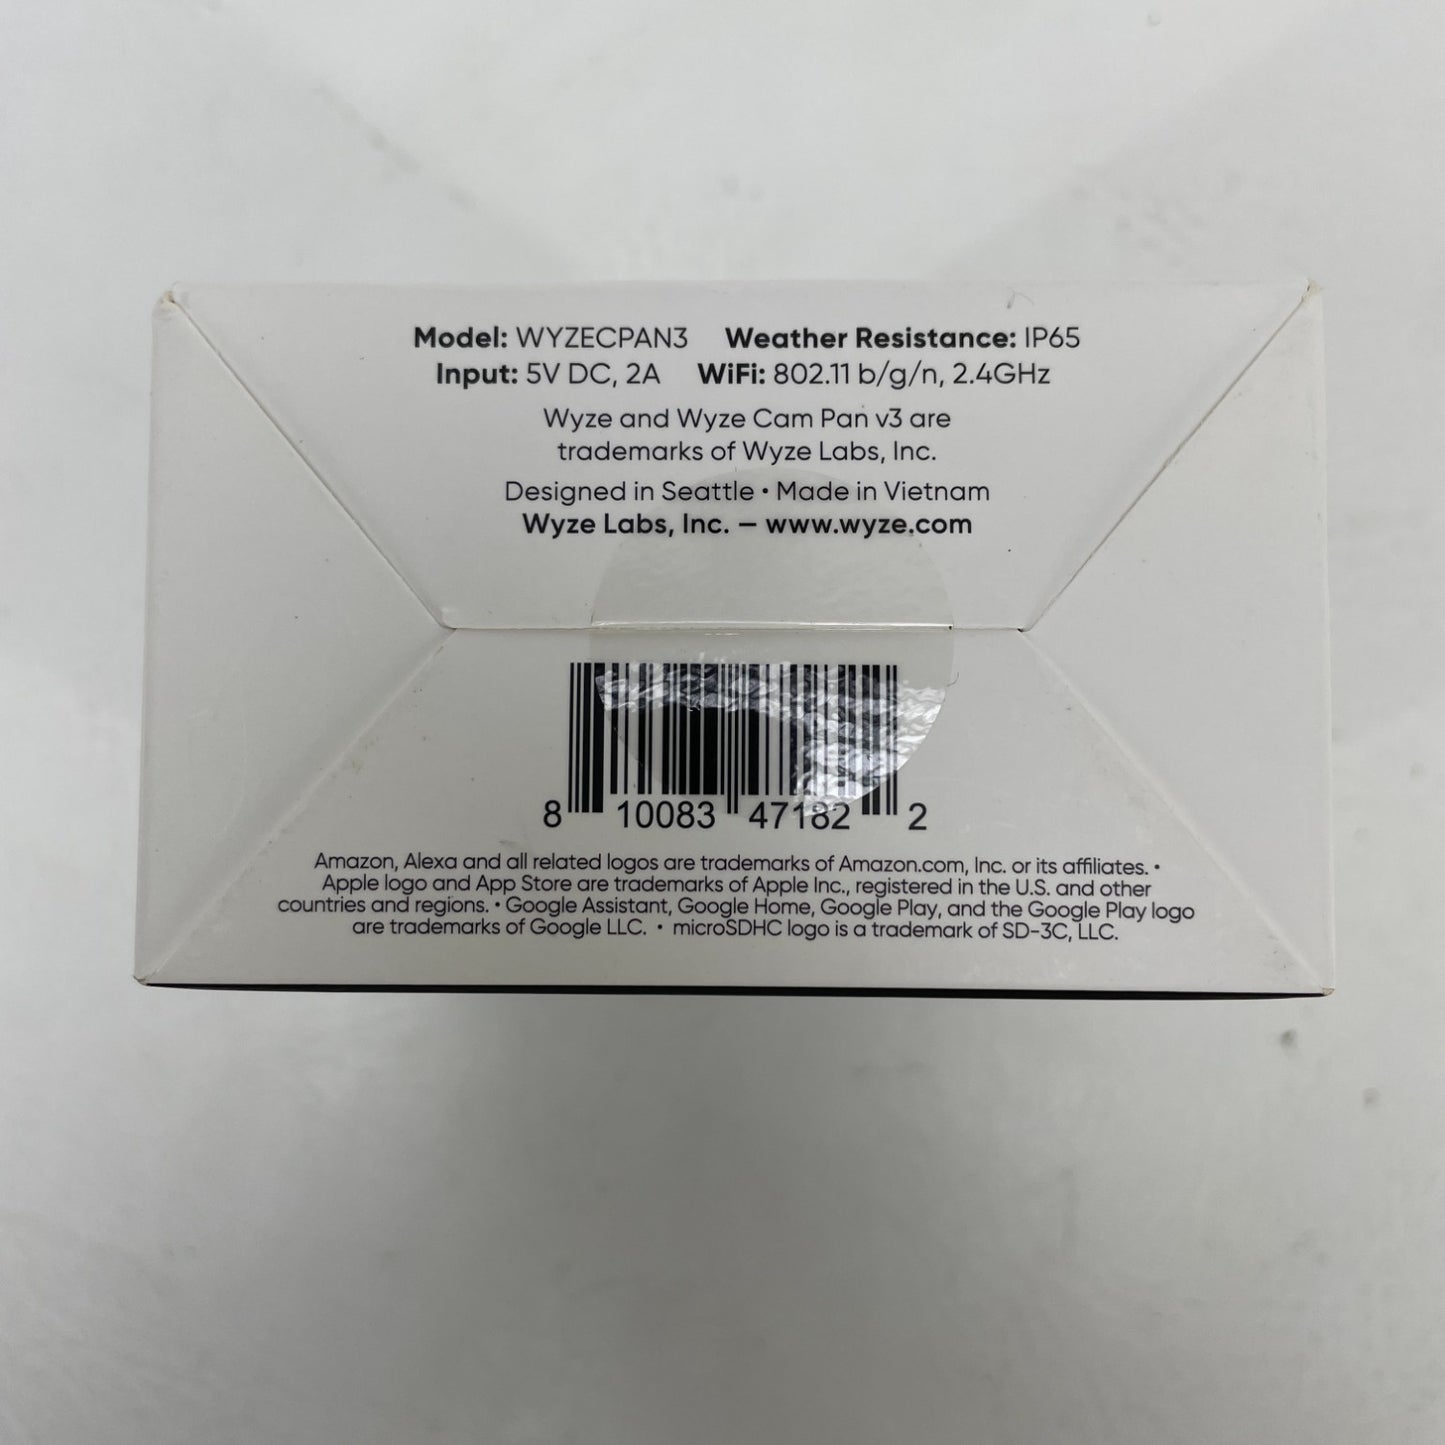 Model: WYZECPAN3 Weather Resistance: IP65
Input: 5V DC, 2A WiFi: 802.11 b/g/n, 2.4GHz
Wyze and Wyze Cam Pan v3 are
trademarks of Wyze Labs, Inc.
Designed in Seattle • Made in Vietnam
Wyze Labs, Inc. – www.wyze.com
8 10083 47182 2
Amazon, Alexa and all related logos are trademarks of Amazon.com, Inc. or its affiliates. •
Apple logo and App Store are trademarks of Apple Inc., registered in the U.S. and other
countries and regions. • Google Assistant, Google Home, Google Play, and the Google Play logo
are trademarks of Google LLC. • microSDHC logo is a trademark of SD-3C, LLC.